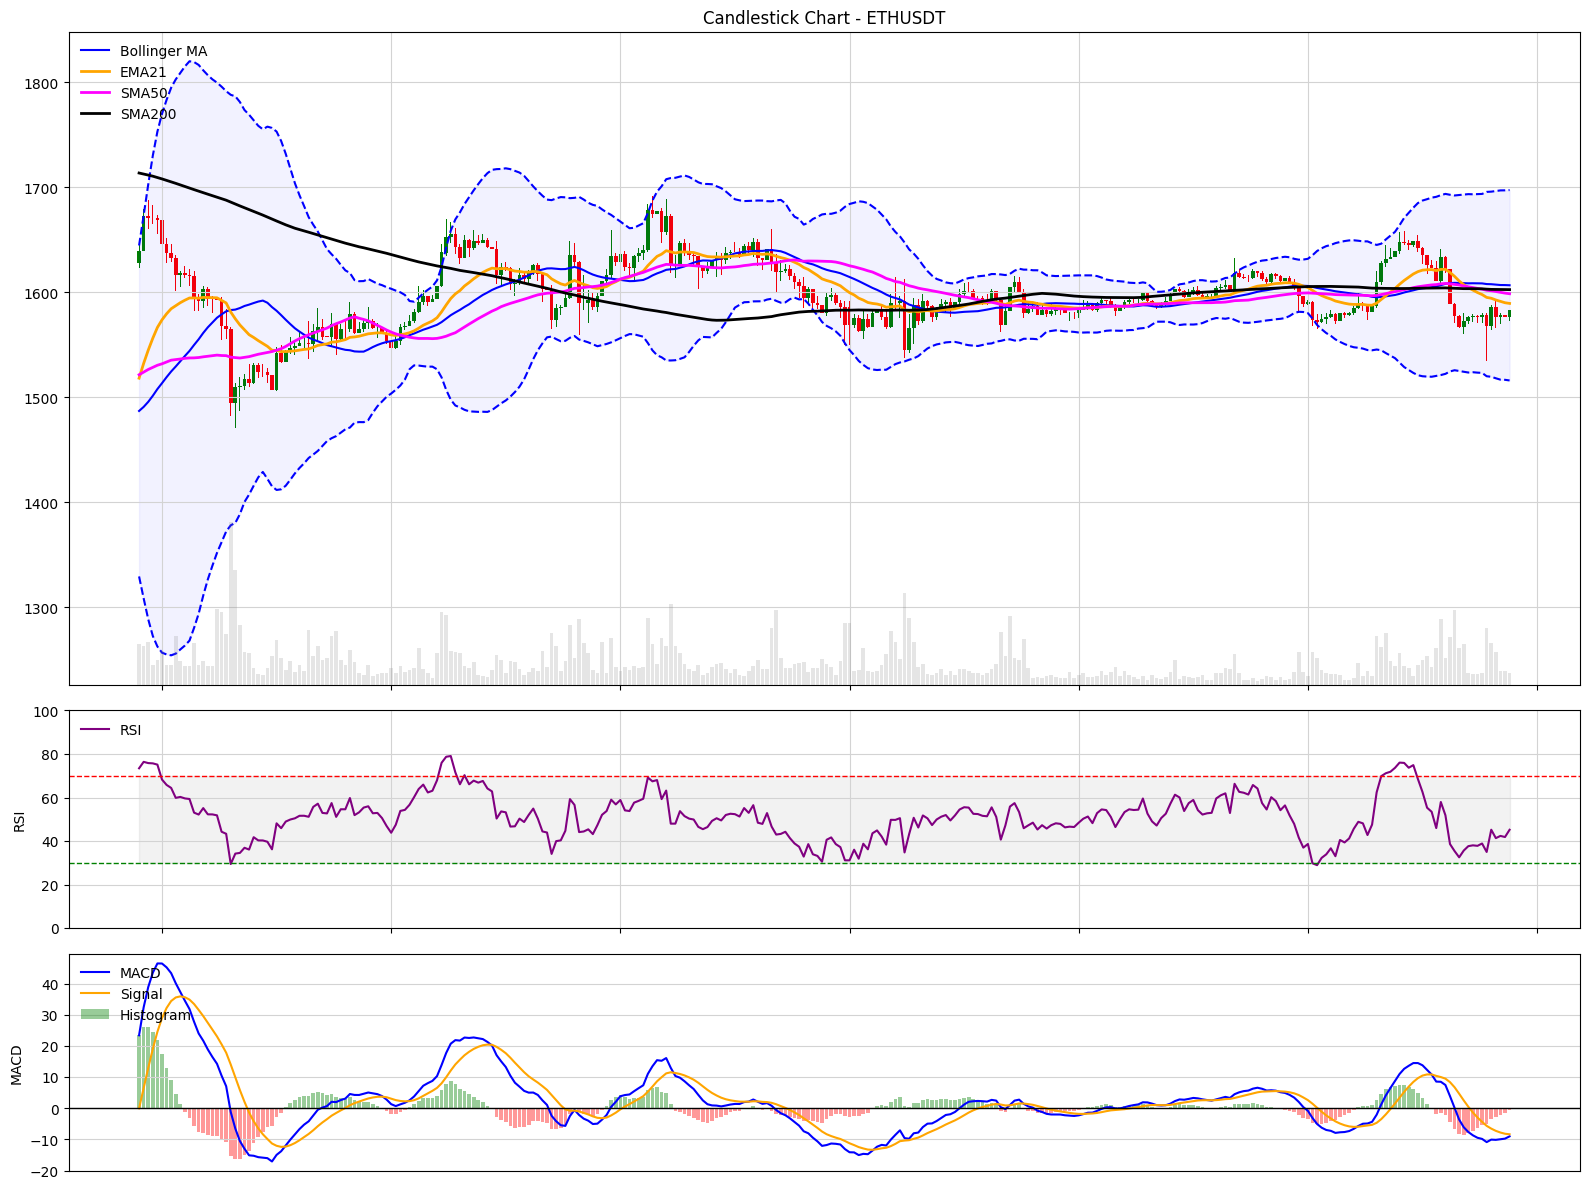 Candlestick Chart - ETHUSDT
Bollinger MA
EMA21
SMA50
SMA200
1800
1700
1600
1500
1400
1300
RSI
100
80
60
40
20
0
RSI
MACD
Signal
Histogram
40
30
20
10
0
−10
−20
MACD